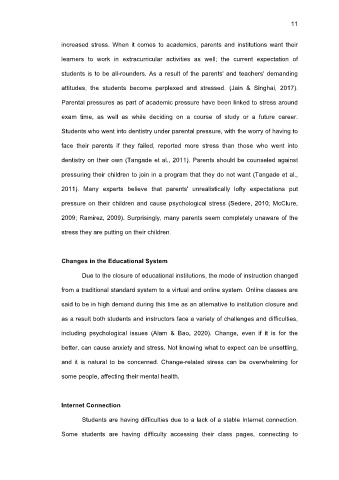 11
increased stress. When it comes to academics, parents and institutions want their
learners to work in extracurricular activities as well; the current expectation of
students is to be all-rounders. As a result of the parents' and teachers' demanding
attitudes, the students become perplexed and stressed. (Jain & Singhai, 2017).
Parental pressures as part of academic pressure have been linked to stress around
exam time, as well as while deciding on a course of study or a future career.
Students who went into dentistry under parental pressure, with the worry of having to
face their parents if they failed, reported more stress than those who went into
dentistry on their own (Tangade et al., 2011). Parents should be counseled against
pressuring their children to join in a program that they do not want (Tangade et al.,
2011). Many experts believe that parents' unrealistically lofty expectations put
pressure on their children and cause psychological stress (Sedere, 2010; McClure,
2009; Ramirez, 2009). Surprisingly, many parents seem completely unaware of the
stress they are putting on their children.
Changes in the Educational System
Due to the closure of educational institutions, the mode of instruction changed
from a traditional standard system to a virtual and online system. Online classes are
said to be in high demand during this time as an alternative to institution closure and
as a result both students and instructors face a variety of challenges and difficulties,
including psychological issues (Alam & Bao, 2020). Change, even if it is for the
better, can cause anxiety and stress. Not knowing what to expect can be unsettling,
and it is natural to be concerned. Change-related stress can be overwhelming for
some people, affecting their mental health.
Internet Connection
Students are having difficulties due to a lack of a stable Internet connection.
Some students are having difficulty accessing their class pages, connecting to